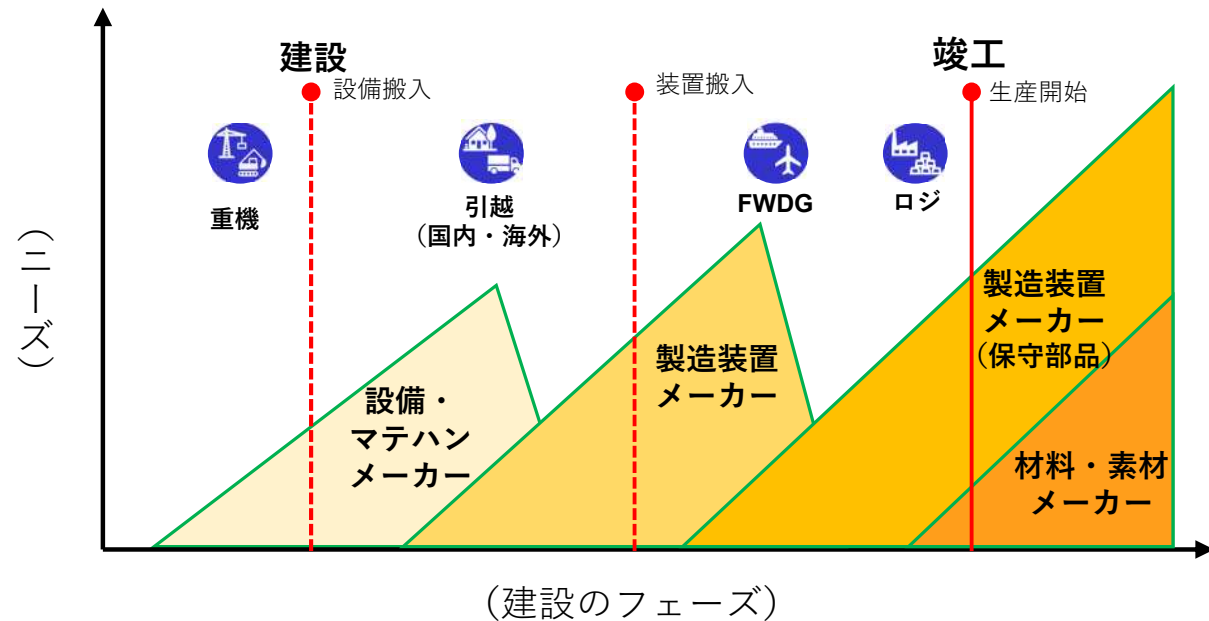 建設
設備搬入
装置搬入
竣工
生産開始
重機
引越
（国内・海外）
FWDG
ロジ
（ニーズ）
設備・
マテハン
メーカー
製造装置
メーカー
製造装置
メーカー
（保守部品）
材料・素材
メーカー
（建設のフェーズ）